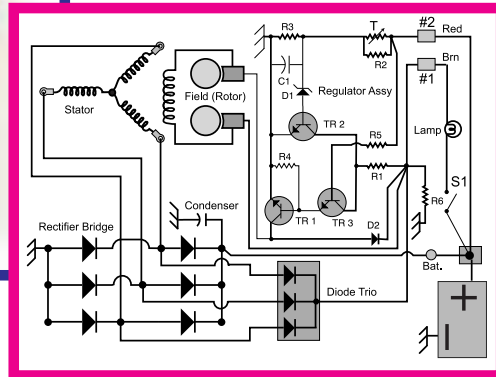 R3
T
#2
Red
R2
C1
D1
Regulator Assy
Brn
#1
Stator
Field (Rotor)
TR 2
Lamp
R5
R4
R1
R6
S1
TR 1
TR 3
D2
Condenser
Rectifier Bridge
Bat.
Diode Trio